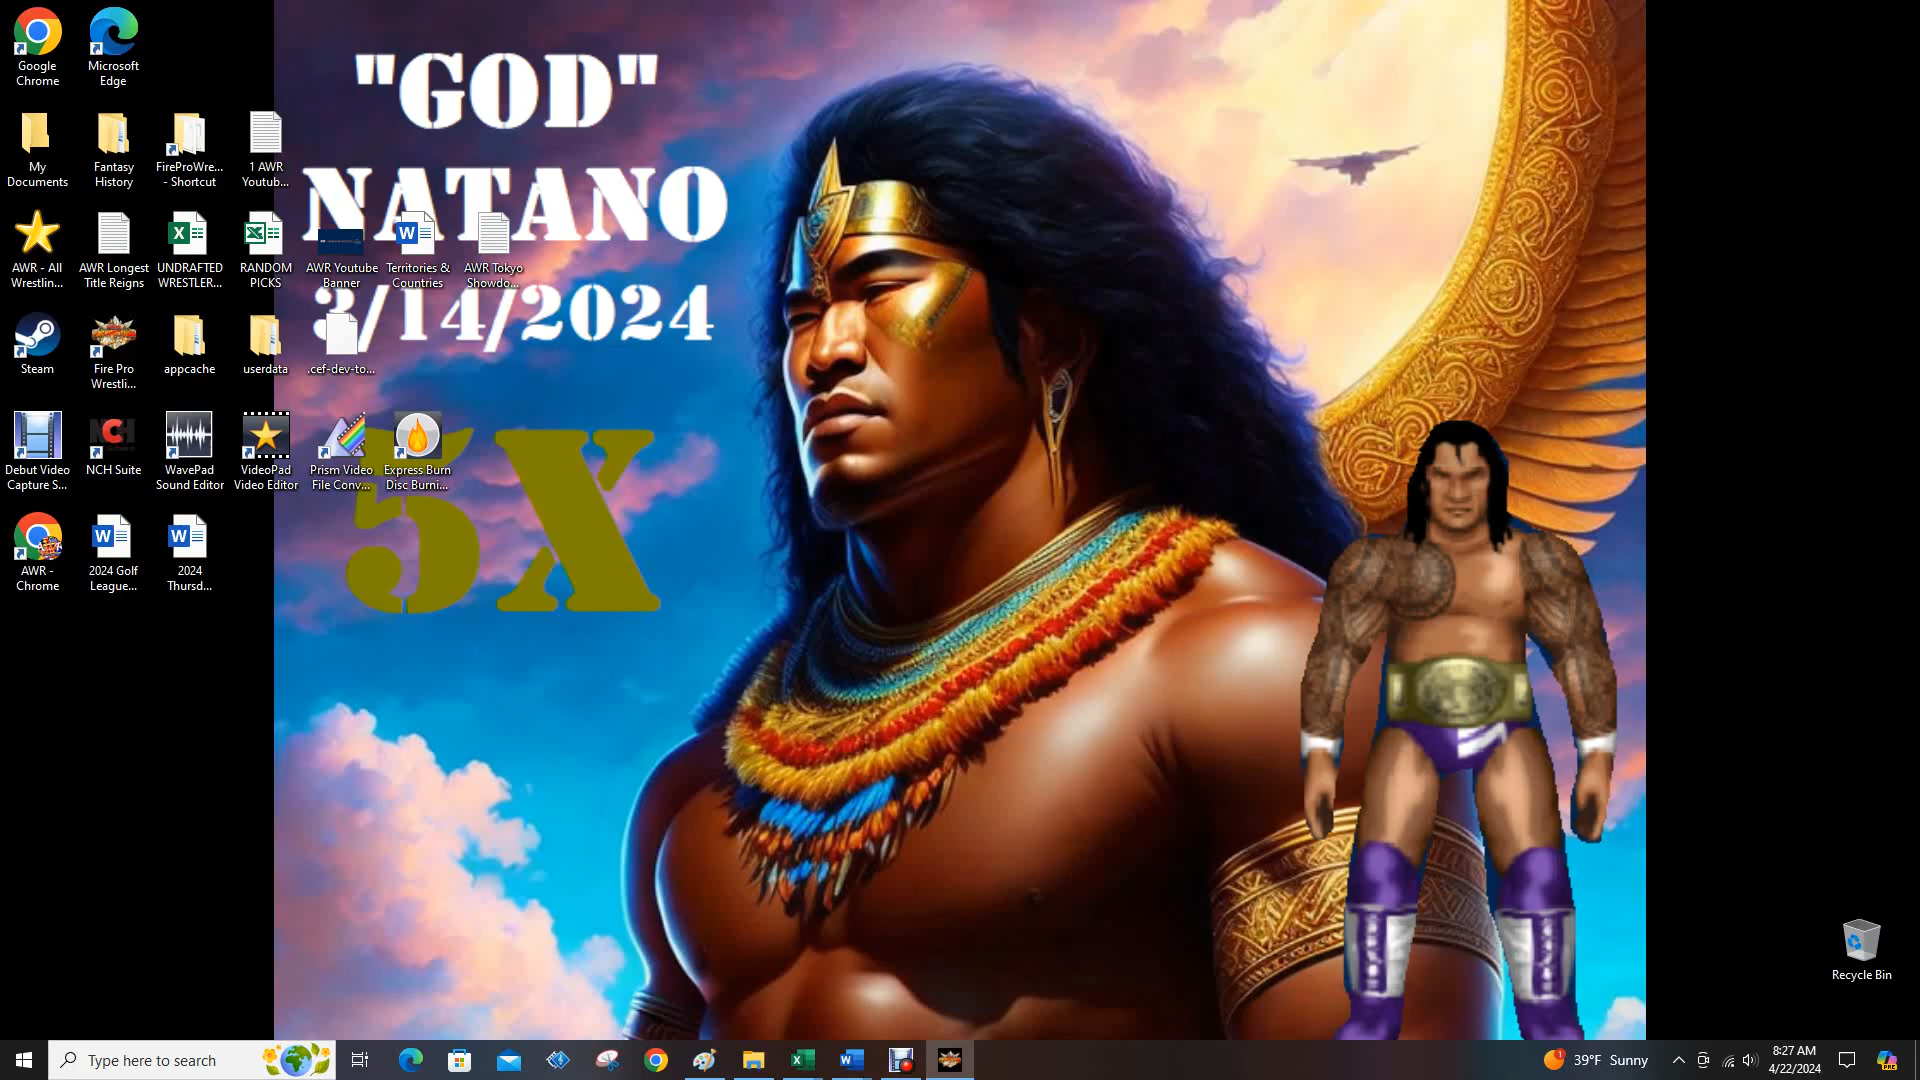 Google
Chrome
Microsoft
Edge
"GOD"
NATANO
3/14/2024
5X
My
Documents
Fantasy
History
FireProWre...
- Shortcut
1 AWR
Youtub...
AWR - All
Wrestlin...
AWR Longest
Title Reigns
UNDRAFTED
WRESTLER...
RANDOM
PICKS
AWR Youtube
Banner
Territories &
Countries
AWR Tokyo
Showdo...
Steam
Fire Pro
Wrestli...
appcache
userdata
.cef-dev-to...
Debut Video
Capture S...
NCH
NCH Suite
WavePad
Sound Editor
VideoPad
Video Editor
Prism Video
File Conv...
Express Burn
Disc Burni...
AWR -
Chrome
2024 Golf
League...
2024
Thursd...
Recycle Bin
Type here to search
1
39°F Sunny
8:27 AM
4/22/2024
PRE